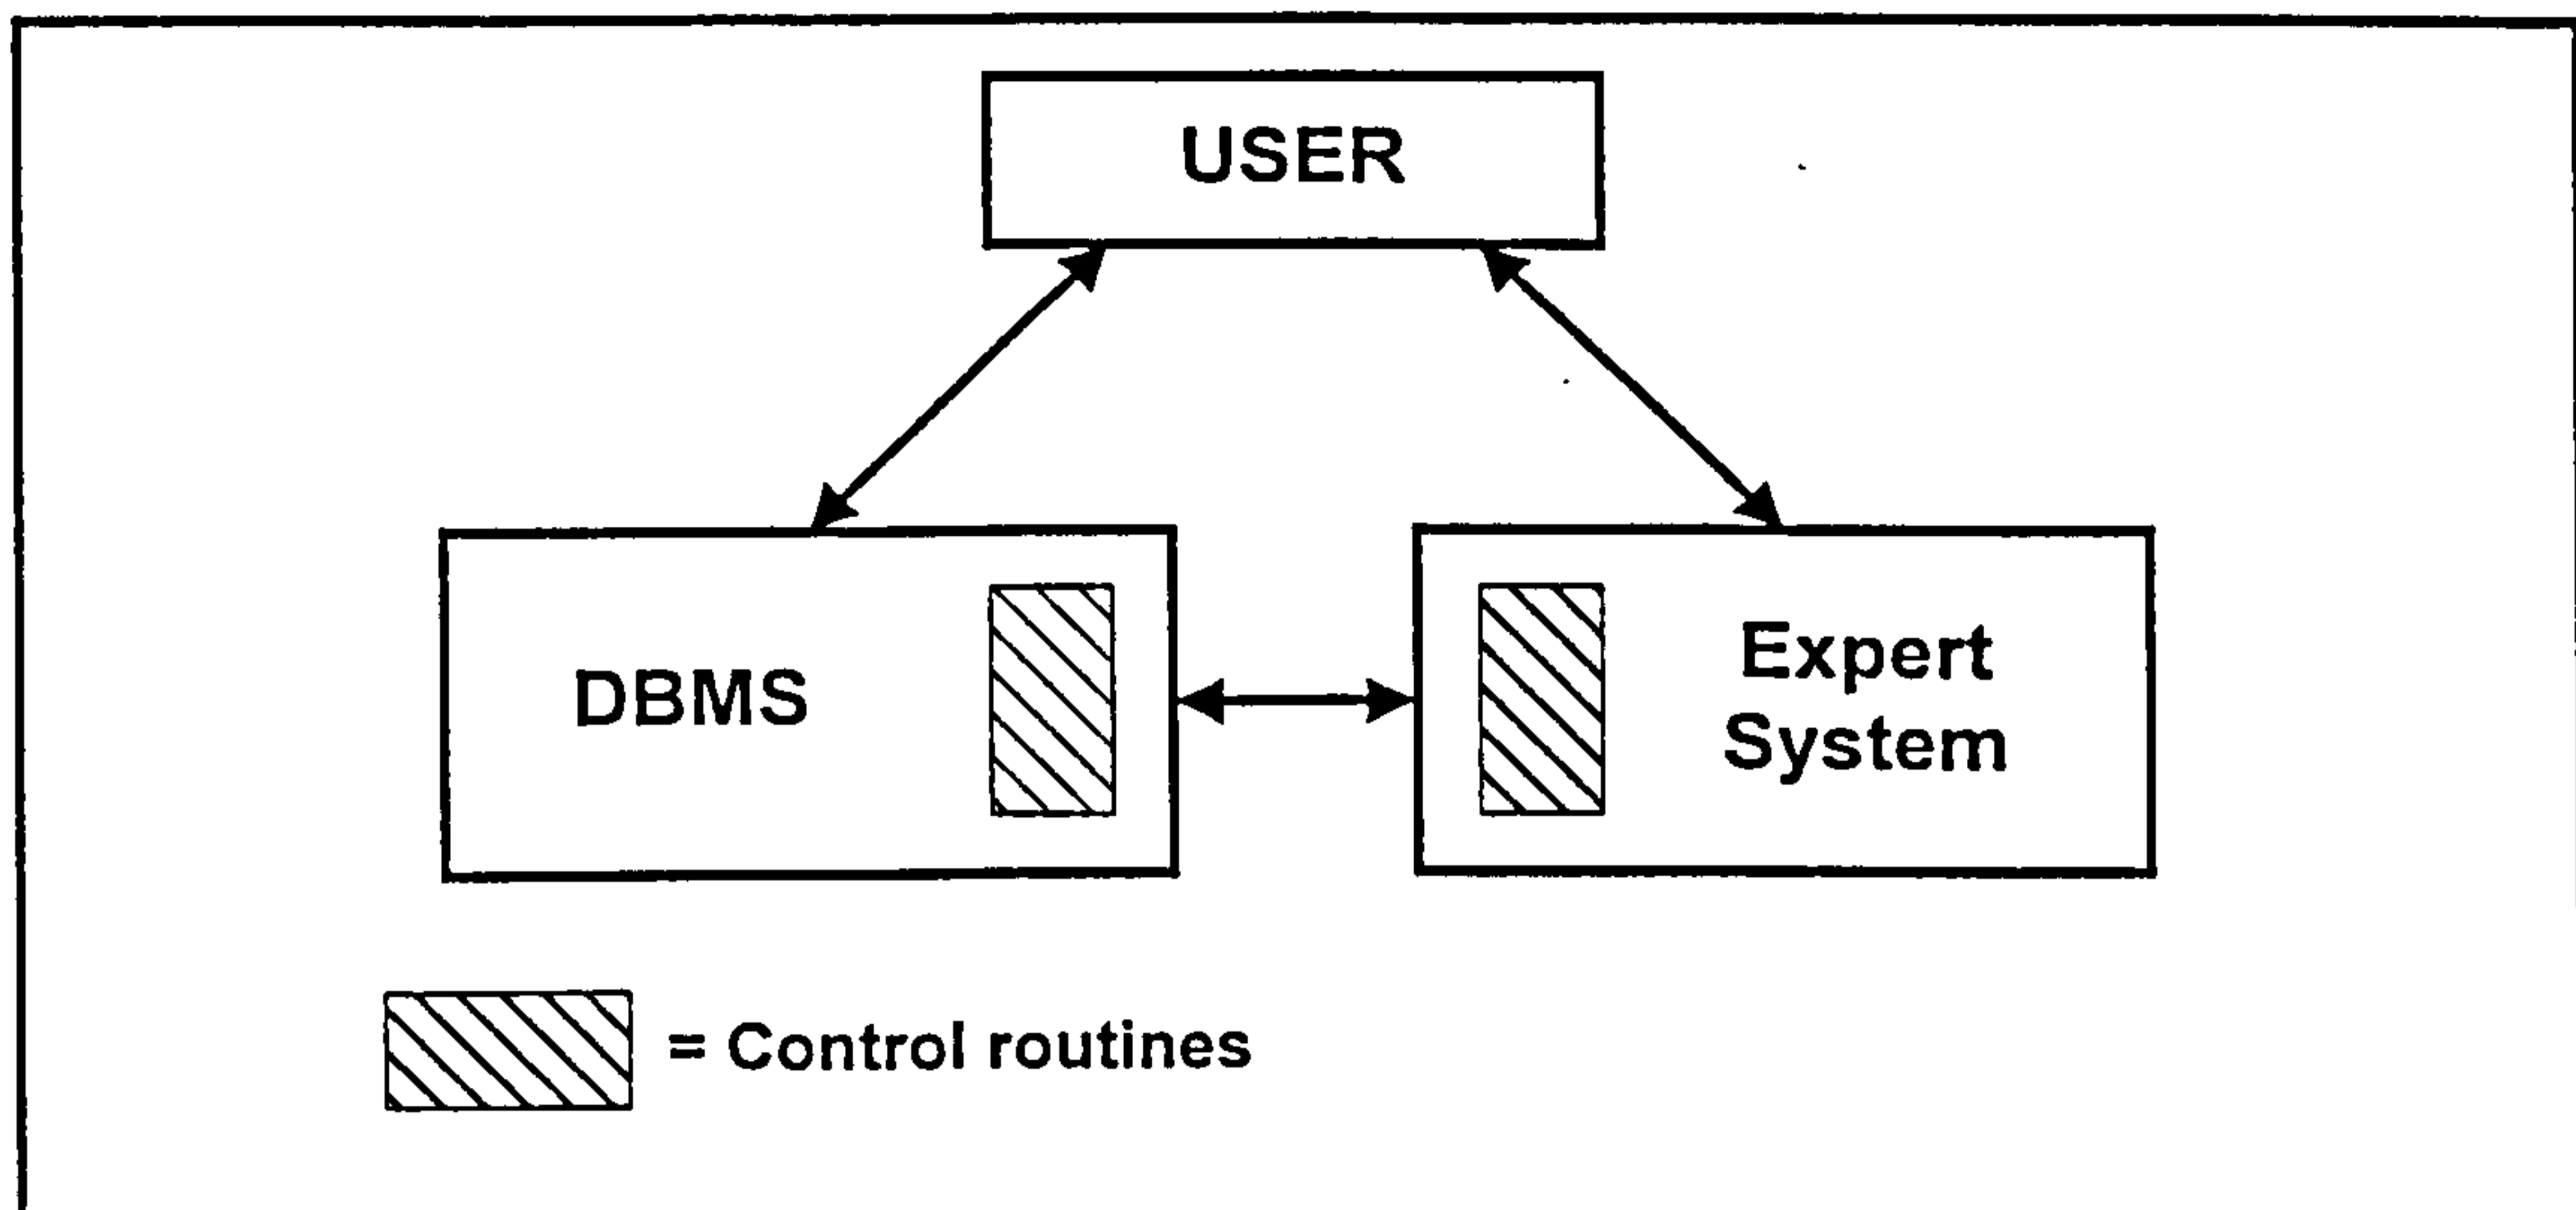 USER
DBMS
Expert
System
= Control routines